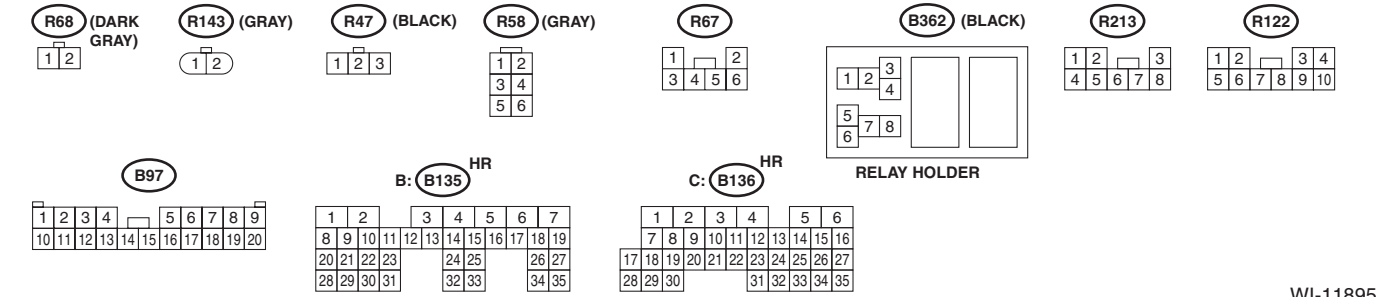 R68 (DARK GRAY) R143 (GRAY) R47 (BLACK) R58 (GRAY) R67 B362 (BLACK) R213 R122
1 2
1 2
1 2 3
1 2
3 4
5 6
1 2
3 4 5 6
1 2 3
4
5
6 7 8
RELAY HOLDER
1 2 3
4 5 6 7 8
1 2 3 4
5 6 7 8 9 10
B97
1 2 3 4 5 6 7 8 9
10 11 12 13 14 15 16 17 18 19 20
B: B135 HR
1 2 3 4 5 6 7
8 9 10 11 12 13 14 15 16 17 18 19
20 21 22 23 24 25 26 27
28 29 30 31 32 33 34 35
C: B136 HR
1 2 3 4 5 6
7 8 9 10 11 12 13 14 15 16
17 18 19 20 21 22 23 24 25 26 27
28 29 30 31 32 33 34 35
WI-11895